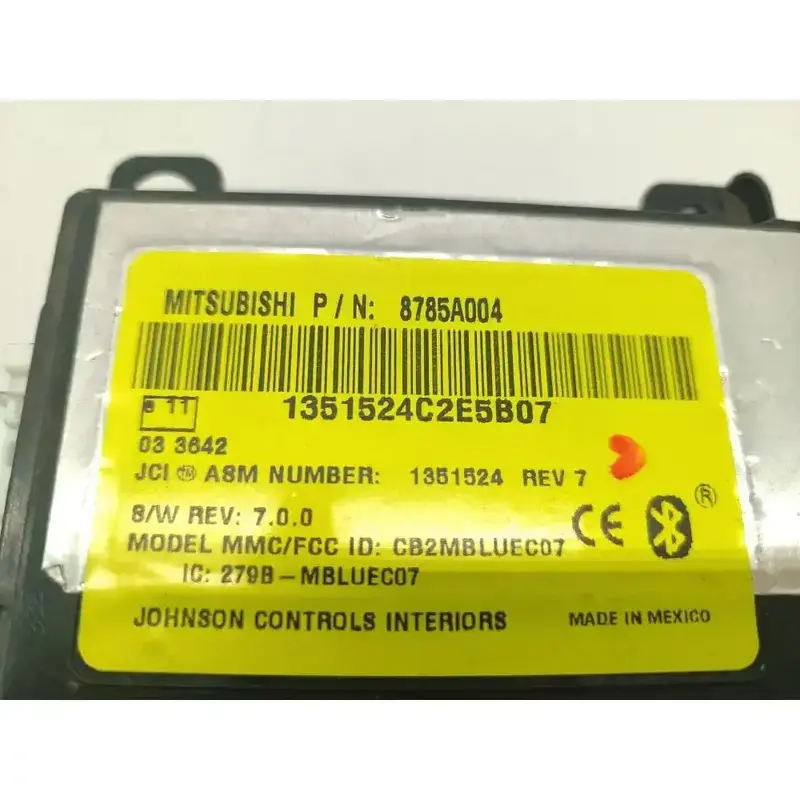 MITSUBISHI P/N: 8785A004
1351524C2E5B07
e 11
03 3642
JCI TM ASM NUMBER: 1351524 REV 7
S/W REV: 7.0.0
CE ®
MODEL MMC/FCC ID: CB2MBLUEC07
IC: 279B-MBLUEC07
JOHNSON CONTROLS INTERIORS MADE IN MEXICO